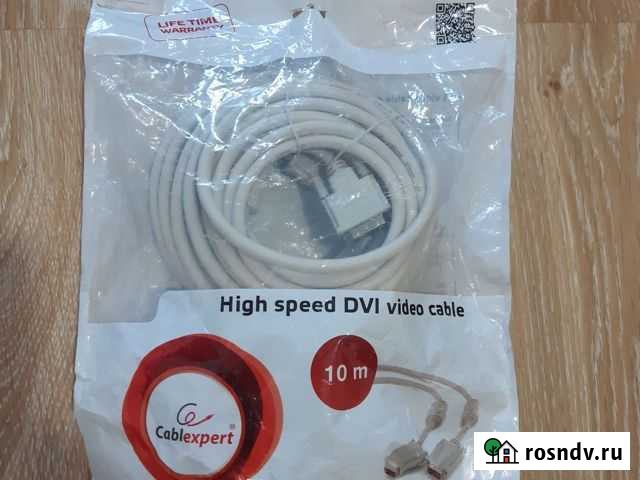 LIFE TIME
WARRANTY
High speed DVI video cable
10 m
Cablexpert®
rosndv.ru